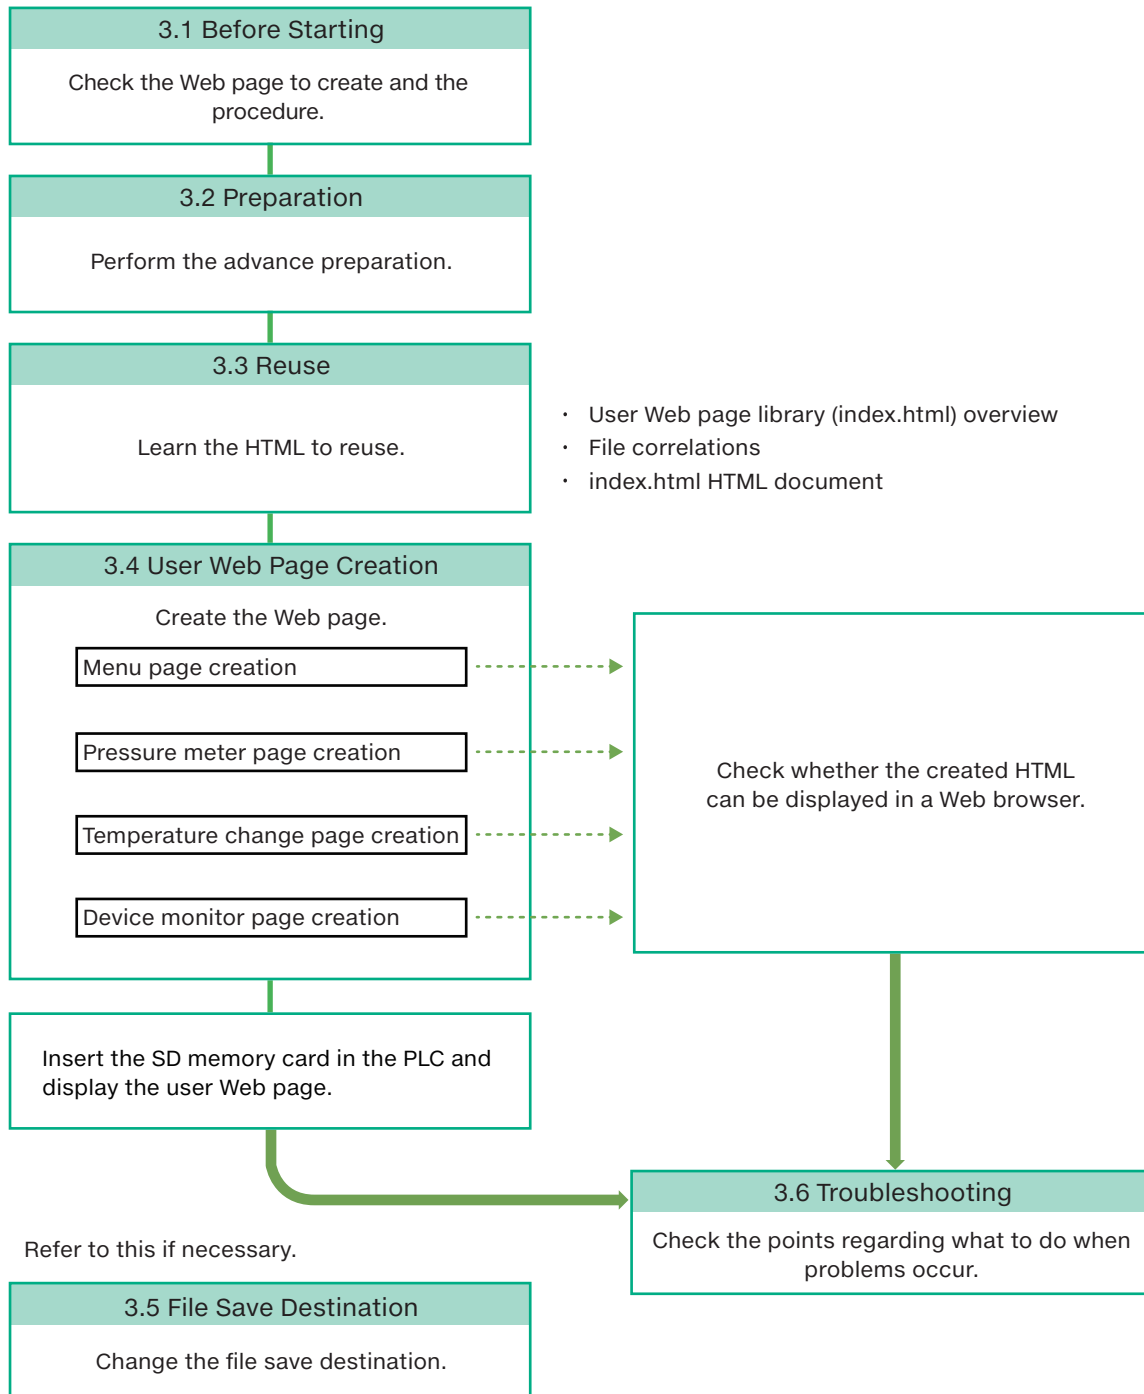 3.1 Before Starting
Check the Web page to create and the
procedure.
3.2 Preparation
Perform the advance preparation.
3.3 Reuse
Learn the HTML to reuse.
・ User Web page library (index.html) overview
・ File correlations
・ index.html HTML document
3.4 User Web Page Creation
Create the Web page.
Menu page creation
Pressure meter page creation
Temperature change page creation
Device monitor page creation
Check whether the created HTML
can be displayed in a Web browser.
Insert the SD memory card in the PLC and
display the user Web page.
3.6 Troubleshooting
Check the points regarding what to do when
problems occur.
Refer to this if necessary.
3.5 File Save Destination
Change the file save destination.